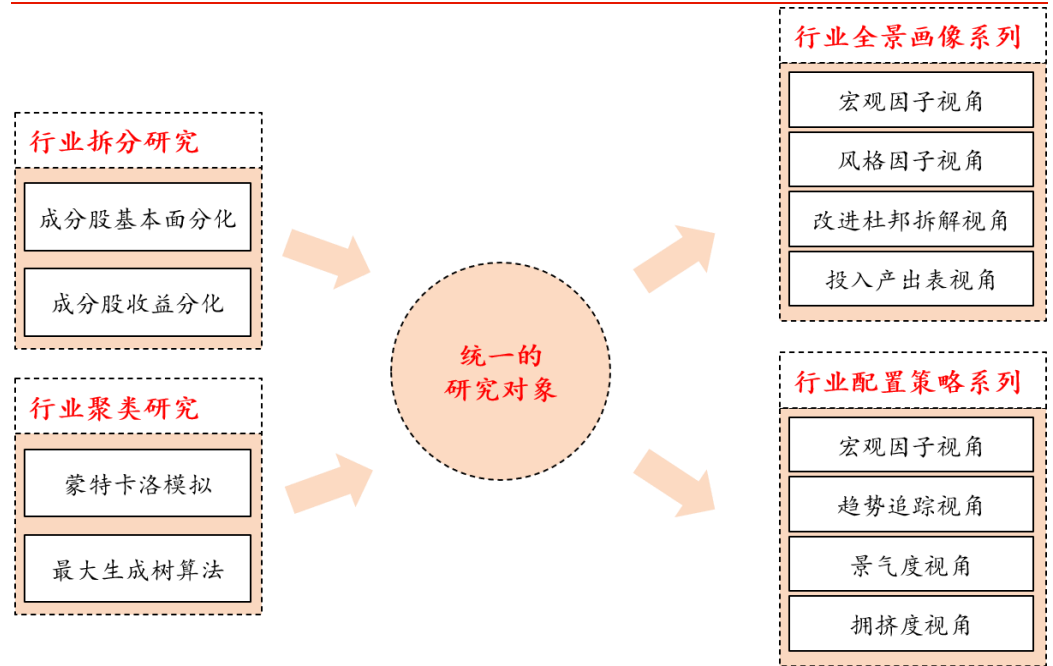 行业拆分研究
成分股基本面分化
成分股收益分化
行业聚类研究
蒙特卡洛模拟
最大生成树算法
统一的
研究对象
行业全景画像系列
宏观因子视角
风格因子视角
改进杜邦拆解视角
投入产出表视角
行业配置策略系列
宏观因子视角
趋势追踪视角
景气度视角
拥挤度视角